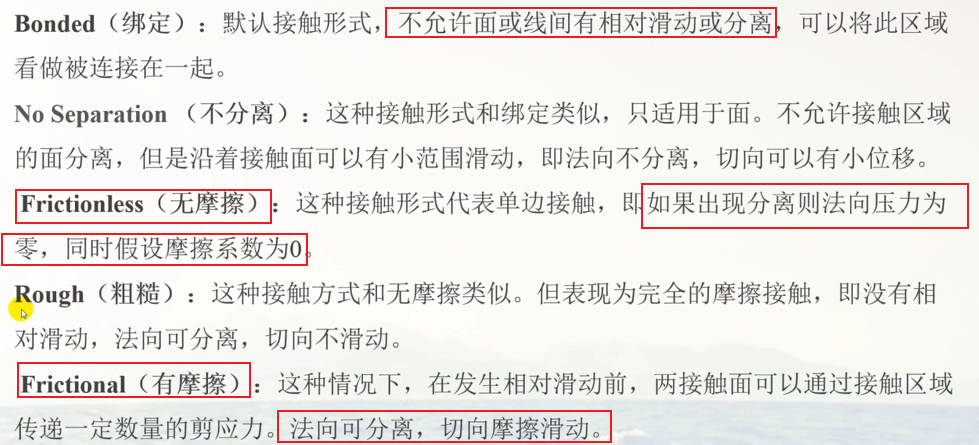 Bonded（绑定）：默认接触形式，不允许面或线间有相对滑动或分离，可以将此区域
看做被连接在一起。
No Separation （不分离）：这种接触形式和绑定类似，只适用于面。不允许接触区域
的面分离，但是沿着接触面可以有小范围滑动，即法向不分离，切向可以有小位移。
Frictionless（无摩擦）：这种接触形式代表单边接触，即如果出现分离则法向压力为
零，同时假设摩擦系数为0。
Rough（粗糙）：这种接触方式和无摩擦类似。但表现为完全的摩擦接触，即没有相
对滑动，法向可分离，切向不滑动。
Frictional（有摩擦）：这种情况下，在发生相对滑动前，两接触面可以通过接触区域
传递一定数量的剪应力。法向可分离，切向摩擦滑动。